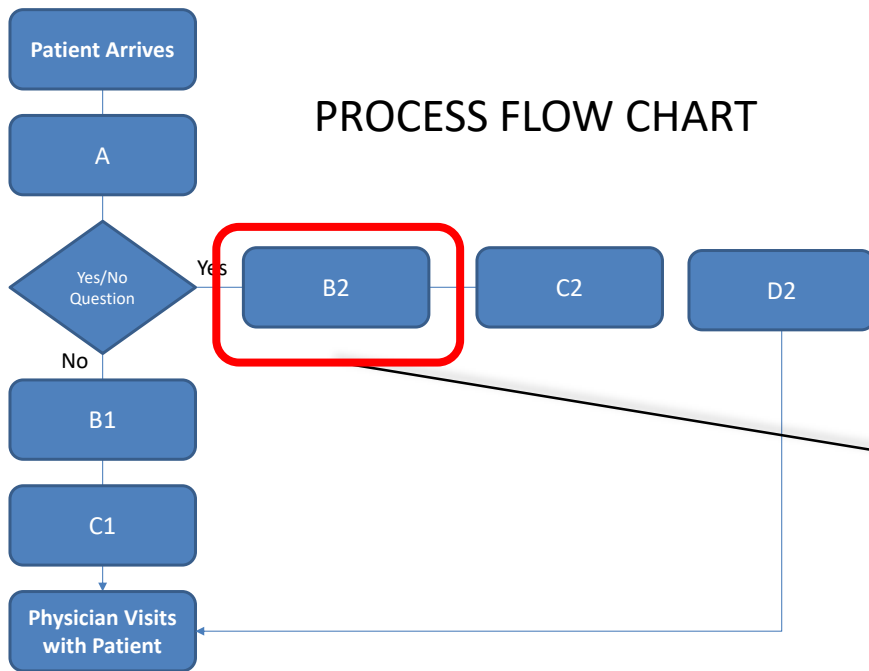 Patient Arrives
PROCESS FLOW CHART
A
Yes/No
Question
Yes
B2
C2
D2
No
B1
C1
Physician Visits
with Patient